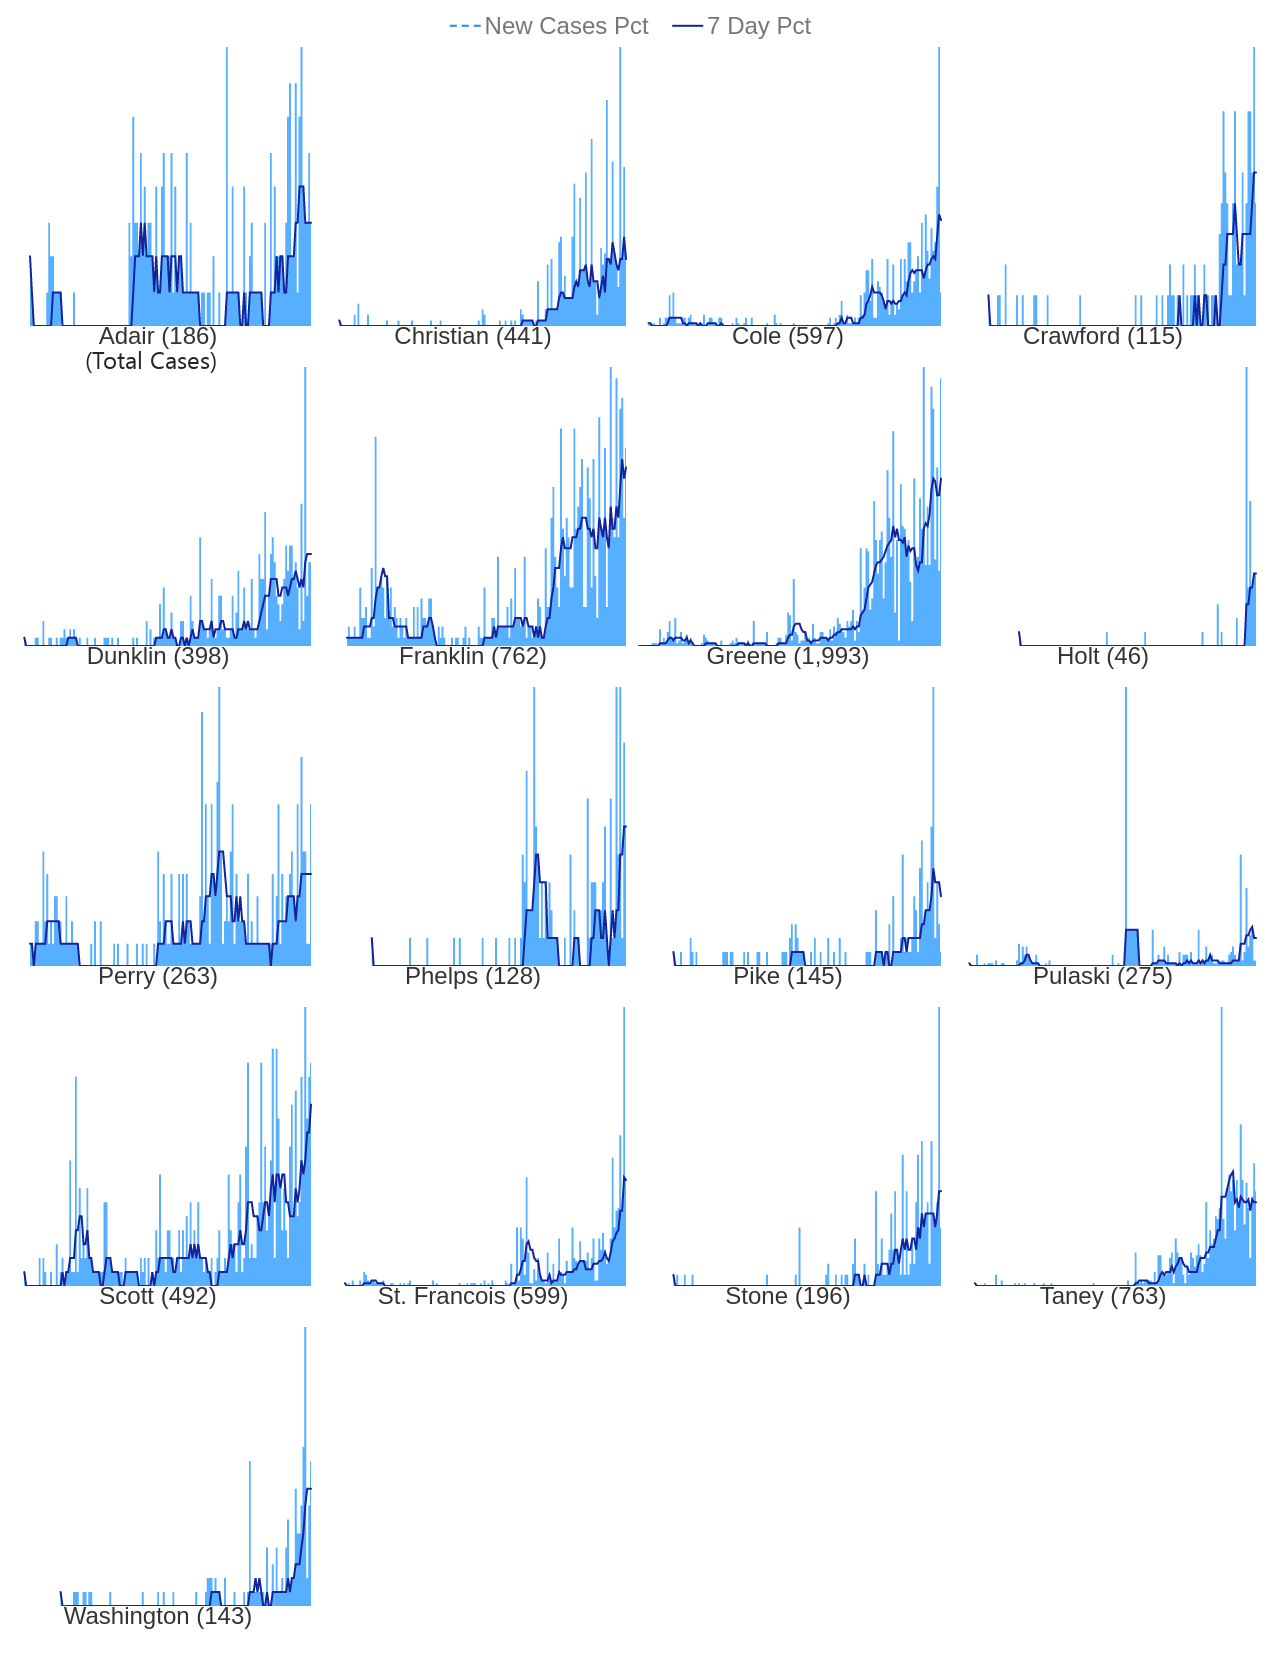 New Cases Pct 7 Day Pct
Adair (186) Christian (441) Cole (597) Crawford (115)
(Total Cases)
Dunklin (398) Franklin (762) Greene (1,993) Holt (46)
Perry (263) Phelps (128) Pike (145) Pulaski (275)
Scott (492) St. Francois (599) Stone (196) Taney (763)
Washington (143)